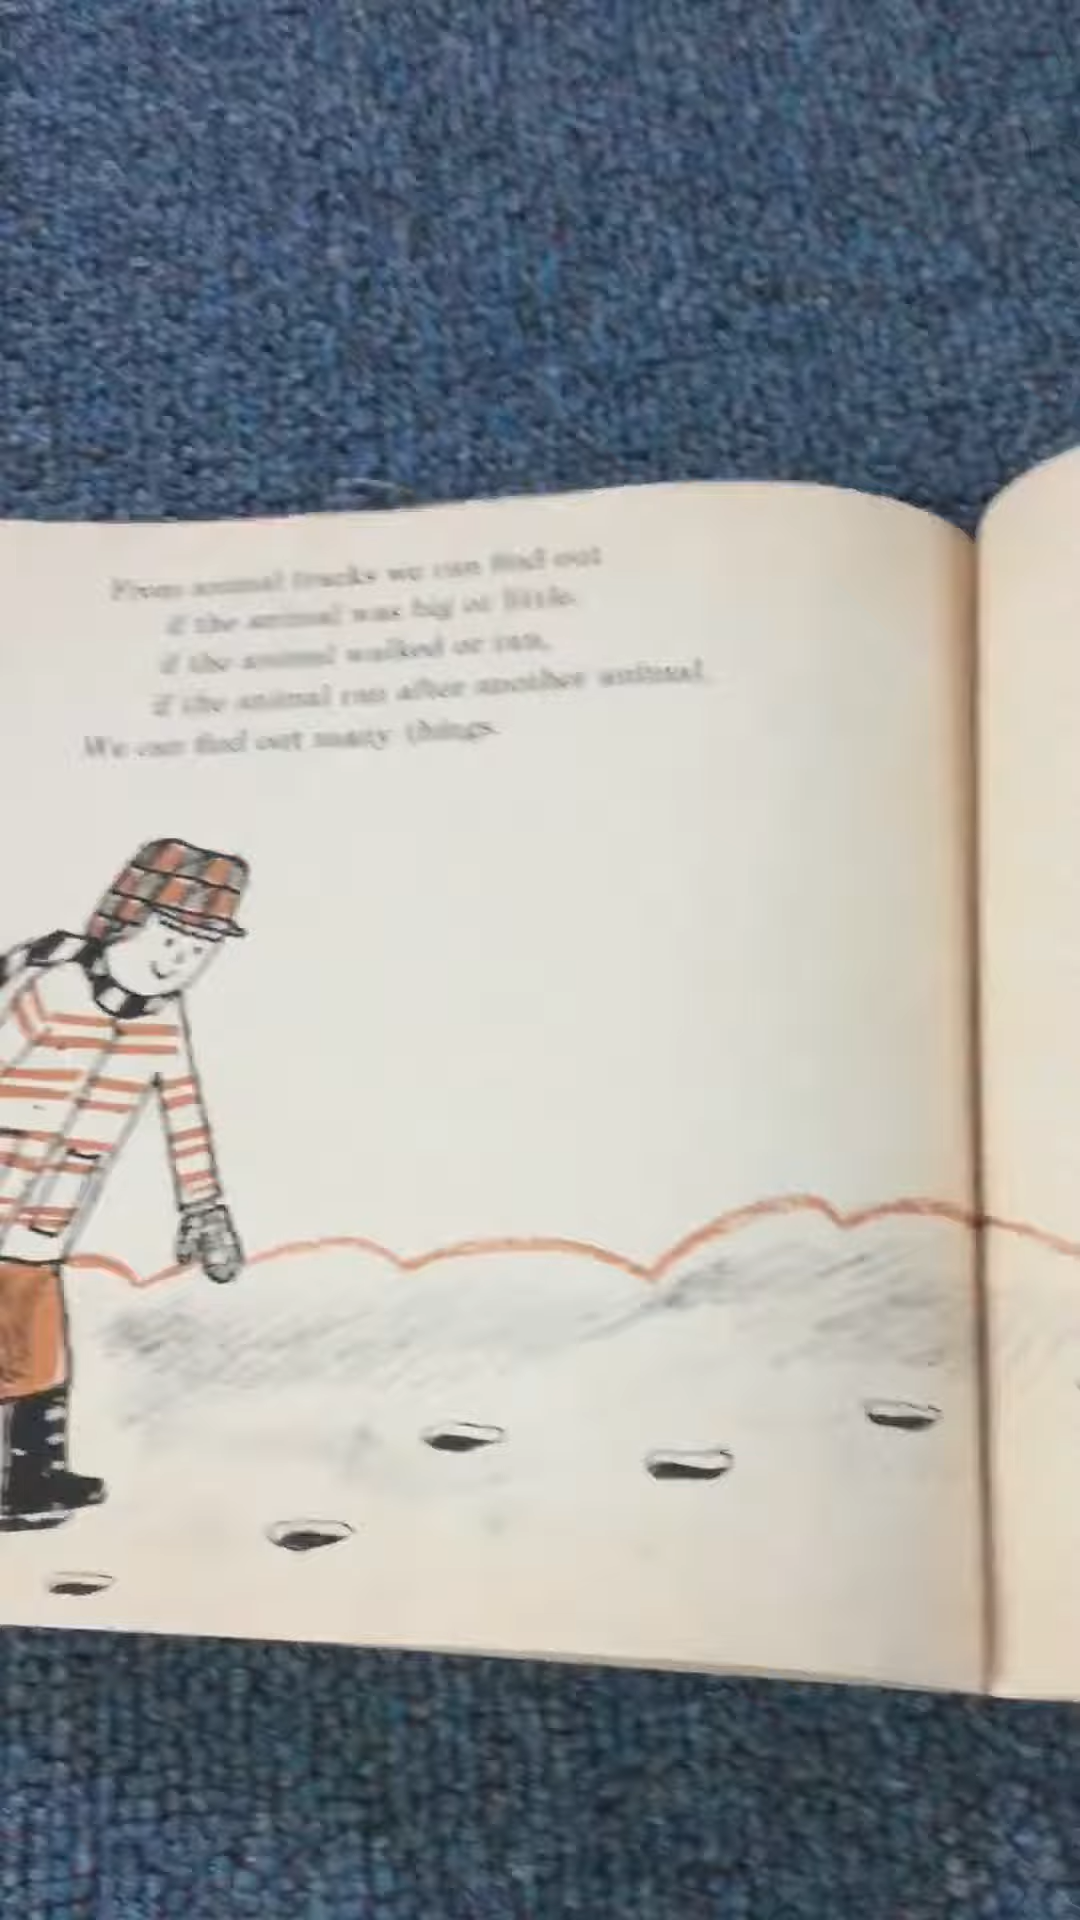 From animal tracks we can find out
if the animal was big or little,
if the animal walked or ran,
if the animal ran after another animal.
We can find out many things.